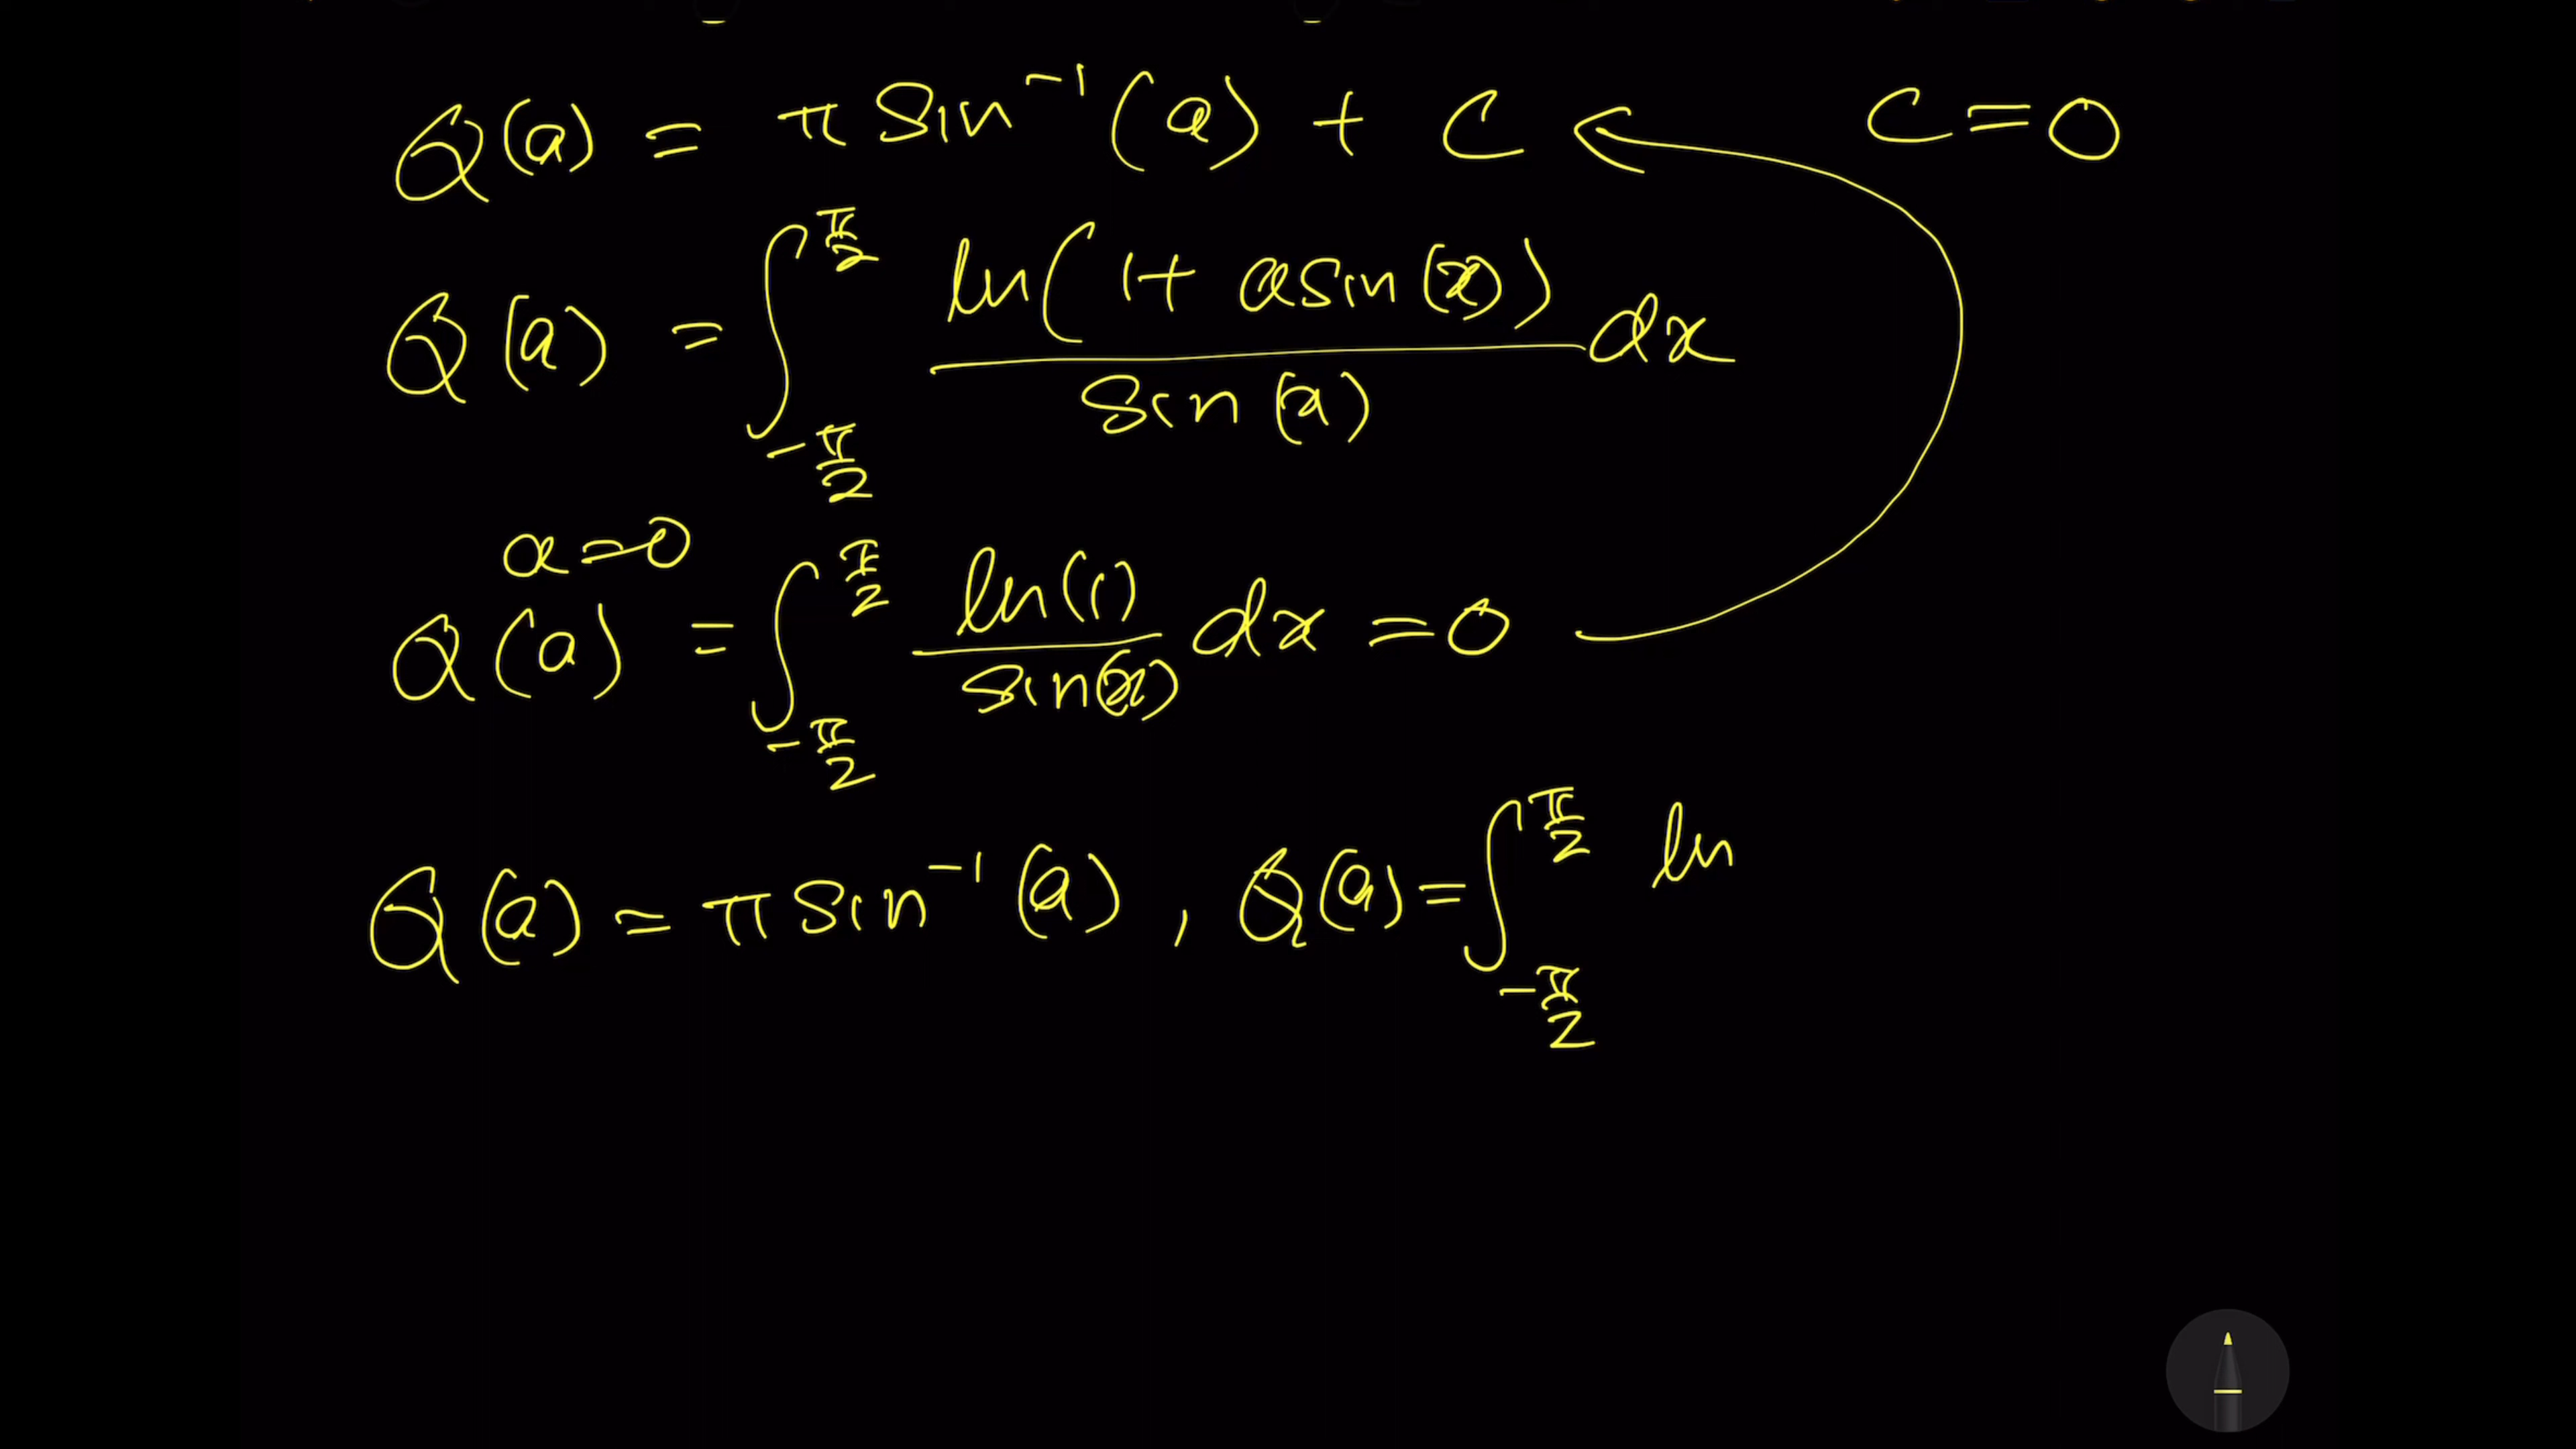 Q(a) = π sin⁻¹(a) + C C=0
Q(a) = ∫_{-π/2}^{π/2} ln(1+ a sin(x)) / sin(x) dx
a=0
Q(a) = ∫_{-π/2}^{π/2} ln(1) / sin(x) dx = 0
Q(a) = π sin⁻¹(a) , Q(a) = ∫_{-π/2}^{π/2} ln